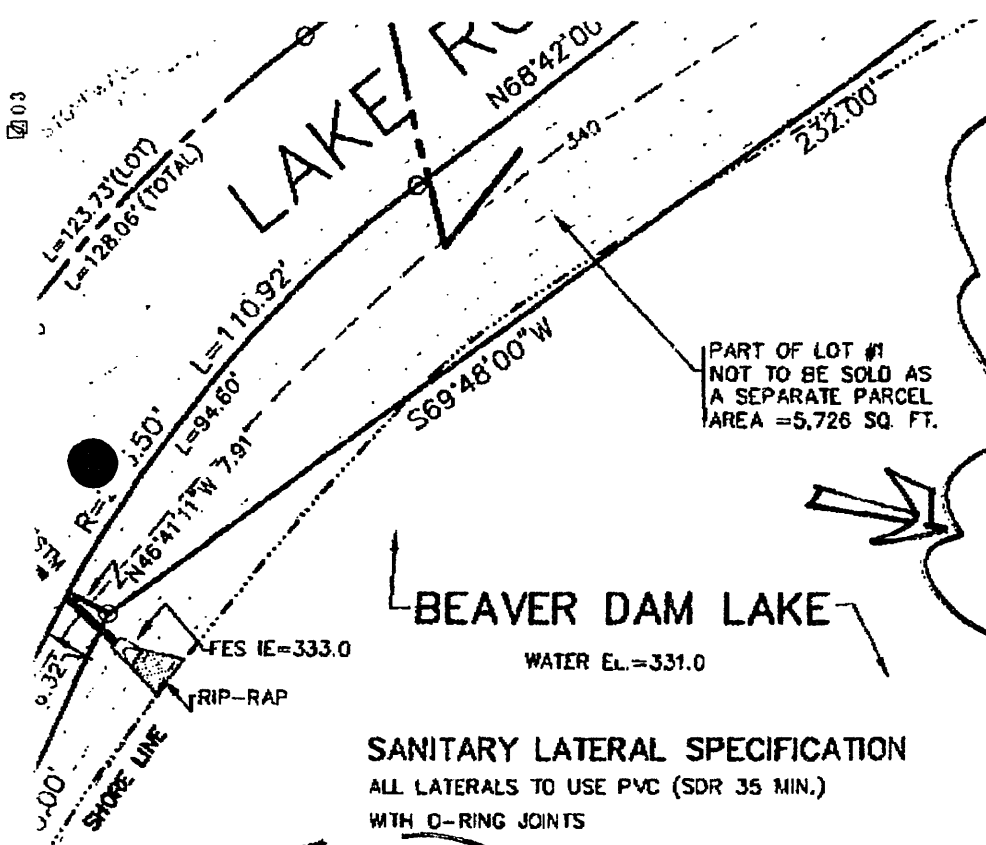 LAKE
N68°42'00
340
232.00'
L=123.73'(LOT)
L=128.06'(TOTAL)
L=110.92'
L=94.60'
S69°48'00"W
PART OF LOT #1
NOT TO BE SOLD AS
A SEPARATE PARCEL
AREA =5,726 SQ. FT.
N46°41'11"W 7.91'
BEAVER DAM LAKE
WATER EL.=331.0
FES IE=333.0
RIP-RAP
SHORE LINE
SANITARY LATERAL SPECIFICATION
ALL LATERALS TO USE PVC (SDR 35 MIN.)
WITH O-RING JOINTS